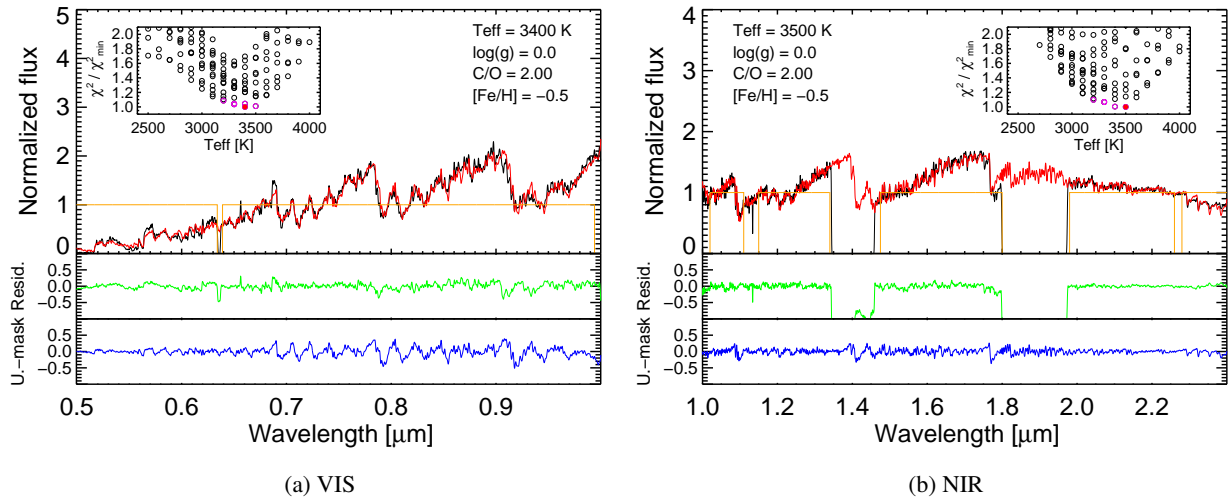 Teff = 3400 K
log(g) = 0.0
C/O = 2.00
[Fe/H] = −0.5
χ² / χ²min
2.0
1.8
1.6
1.4
1.2
1.0
2500 3000 3500 4000
Teff [K]
Normalized flux
5
4
3
2
1
0
Resid.
0.5
0.0
−0.5
U.−mask
0.5
0.0
−0.5
0.5 0.6 0.7 0.8 0.9
Wavelength [μm]
(a) VIS
Teff = 3500 K
log(g) = 0.0
C/O = 2.00
[Fe/H] = −0.5
χ² / χ²min
2.0
1.8
1.6
1.4
1.2
1.0
2500 3000 3500 4000
Teff [K]
Normalized flux
4
3
2
1
0
Resid.
0.5
0.0
−0.5
U.−mask
0.5
0.0
−0.5
1.0 1.2 1.4 1.6 1.8 2.0 2.2
Wavelength [μm]
(b) NIR